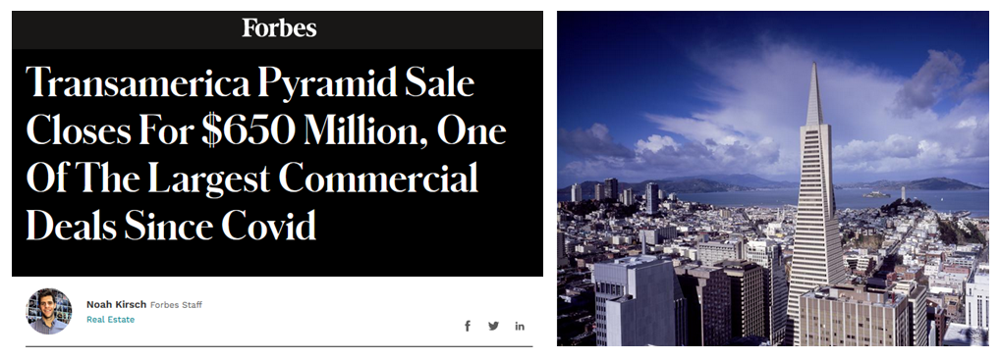 Forbes
Transamerica Pyramid Sale
Closes For $650 Million, One
Of The Largest Commercial
Deals Since Covid
Noah Kirsch Forbes Staff
Real Estate
f in